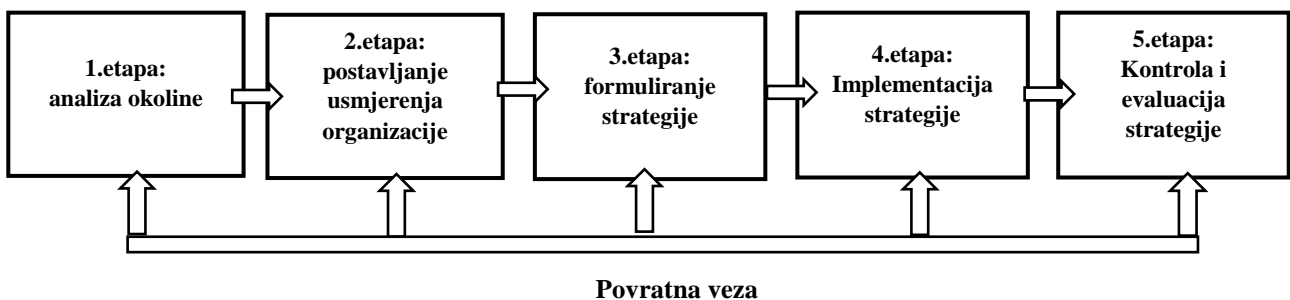 1.etapa:
analiza okoline
2.etapa:
postavljanje
usmjerenja
organizacije
3.etapa:
formuliranje
strategije
4.etapa:
Implementacija
strategije
5.etapa:
Kontrola i
evaluacija
strategije
Povratna veza